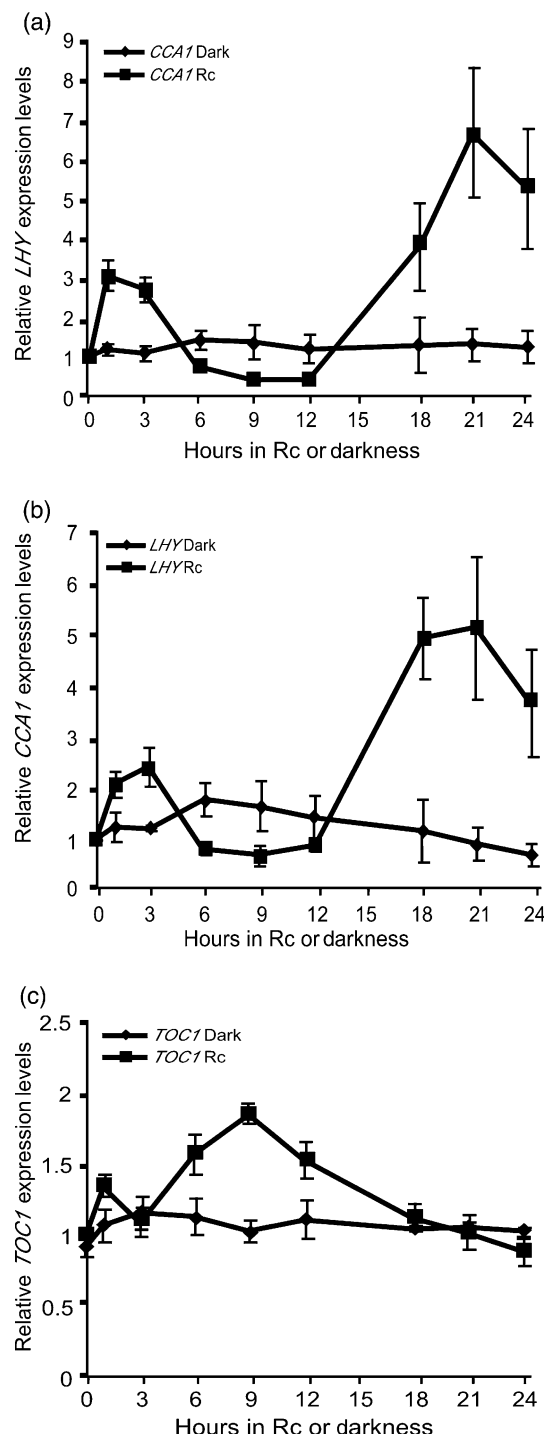 (a)
9
8
7
6
5
4
3
2
1
0
Relative LHY expression levels
CCA1 Dark
CCA1 Rc
0 3 6 9 12 15 18 21 24
Hours in Rc or darkness
(b)
7
6
5
4
3
2
1
0
Relative CCA1 expression levels
LHY Dark
LHY Rc
0 3 6 9 12 15 18 21 24
Hours in Rc or darkness
(c)
2.5
2
1.5
1
0.5
0
Relative TOC1 expression levels
TOC1 Dark
TOC1 Rc
0 3 6 9 12 15 18 21 24
Hours in Rc or darkness